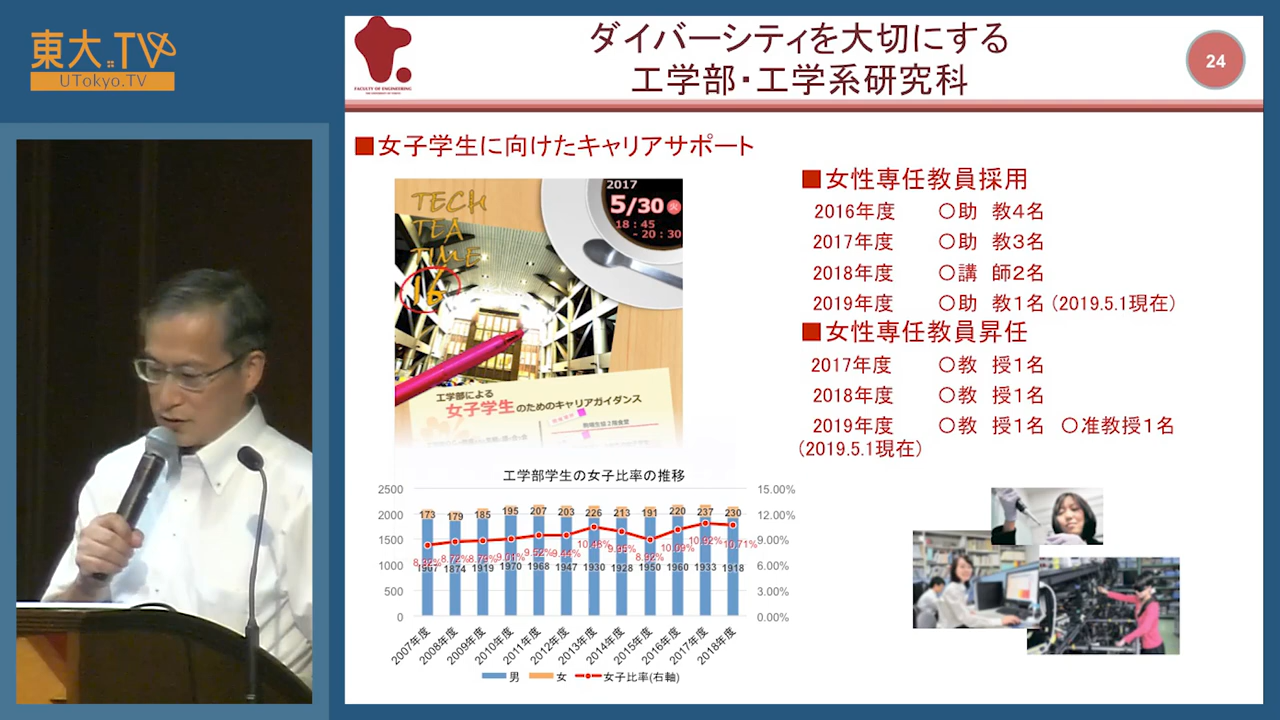 東大.TV
UTokyo.TV
FACULTY OF ENGINEERING
ダイバーシティを大切にする
工学部・工学系研究科
24
■女子学生に向けたキャリアサポート
TECH
TEA
TIME
16
2017
5/30 火
18:45
- 20:30
工学部による
女子学生のためのキャリアガイダンス
■女性専任教員採用
2016年度 〇助 教4名
2017年度 〇助 教3名
2018年度 〇講 師2名
2019年度 〇助 教1名 (2019.5.1現在)
■女性専任教員昇任
2017年度 〇教 授1名
2018年度 〇教 授1名
2019年度 〇教 授1名 〇准教授1名
(2019.5.1現在)
工学部学生の女子比率の推移
2500 15.00%
2000 12.00%
1500 9.00%
1000 6.00%
500 3.00%
0 0.00%
173 179 185 195 207 203 213 191 220 237 230
8.72% 9.01% 9.52% 9.44% 10.46% 9.95% 8.92% 10.09% 10.92% 10.71%
1907 1874 1919 1970 1968 1947 1930 1928 1950 1960 1933 1918
2007年度 2008年度 2009年度 2010年度 2011年度 2012年度 2013年度 2014年度 2015年度 2016年度 2017年度 2018年度
男 女 女子比率(右軸)